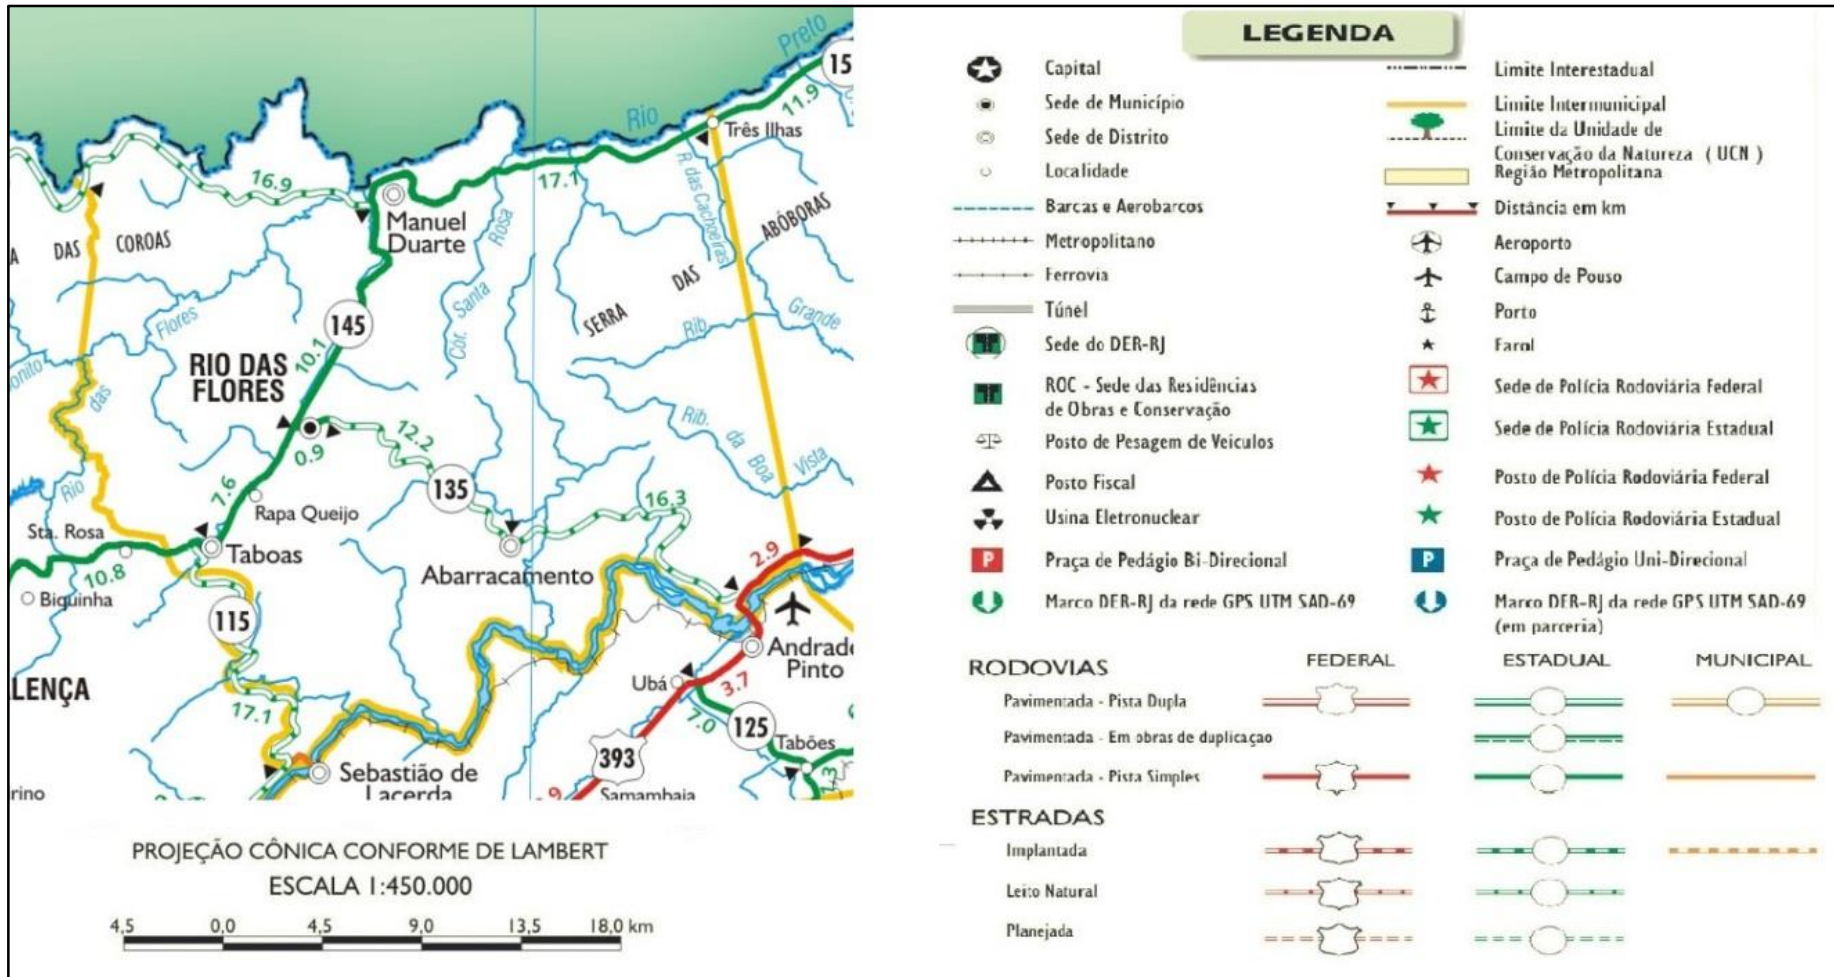 Preto
15
11.9
Rio
Três Ilhas
16.9
17.1
R. das Cachoeiras
Manuel
Duarte
Rosa
ABÓBORAS
A DAS COROAS
DAS
Santa
Cór.
SERRA
Grande
Rib.
Flores
145
onito
das
RIO DAS
FLORES
10.1
12.2
0.9
Rib.
da
Boa
Vista
Rio
7.6
135
16.3
Rapa Queijo
Sta. Rosa
Taboas
2.9
10.8
Abarracamento
Biquinha
115
Andrade
Pinto
LENÇA
Ubá
3.7
17.1
7.0
125
Tabões
393
Sebastião de
Lacerda
rino
.9
Samambaia
1.3
PROJEÇÃO CÔNICA CONFORME DE LAMBERT
ESCALA 1:450.000
4,5 0,0 4,5 9,0 13,5 18,0 km
LEGENDA
Capital
Sede de Município
Sede de Distrito
Localidade
Barcas e Aerobarcos
Metropolitano
Ferrovia
Túnel
Sede do DER-RJ
ROC - Sede das Residências
de Obras e Conservação
Posto de Pesagem de Veiculos
Posto Fiscal
Usina Eletronuclear
P Praça de Pedágio Bi-Direcional
Marco DER-RJ da rede GPS UTM SAD-69
Limite Interestadual
Limite Intermunicipal
Limite da Unidade de
Conservação da Natureza ( UCN )
Região Metropolitana
Distância em km
Aeroporto
Campo de Pouso
Porto
Farol
Sede de Polícia Rodoviária Federal
Sede de Polícia Rodoviária Estadual
Posto de Polícia Rodoviária Federal
Posto de Polícia Rodoviária Estadual
P Praça de Pedágio Uni-Direcional
Marco DER-RJ da rede GPS UTM SAD-69
(em parceria)
RODOVIAS FEDERAL ESTADUAL MUNICIPAL
Pavimentada - Pista Dupla
Pavimentada - Em obras de duplicaçao
Pavimentada - Pista Simples
ESTRADAS
Implantada
Leito Natural
Planejada